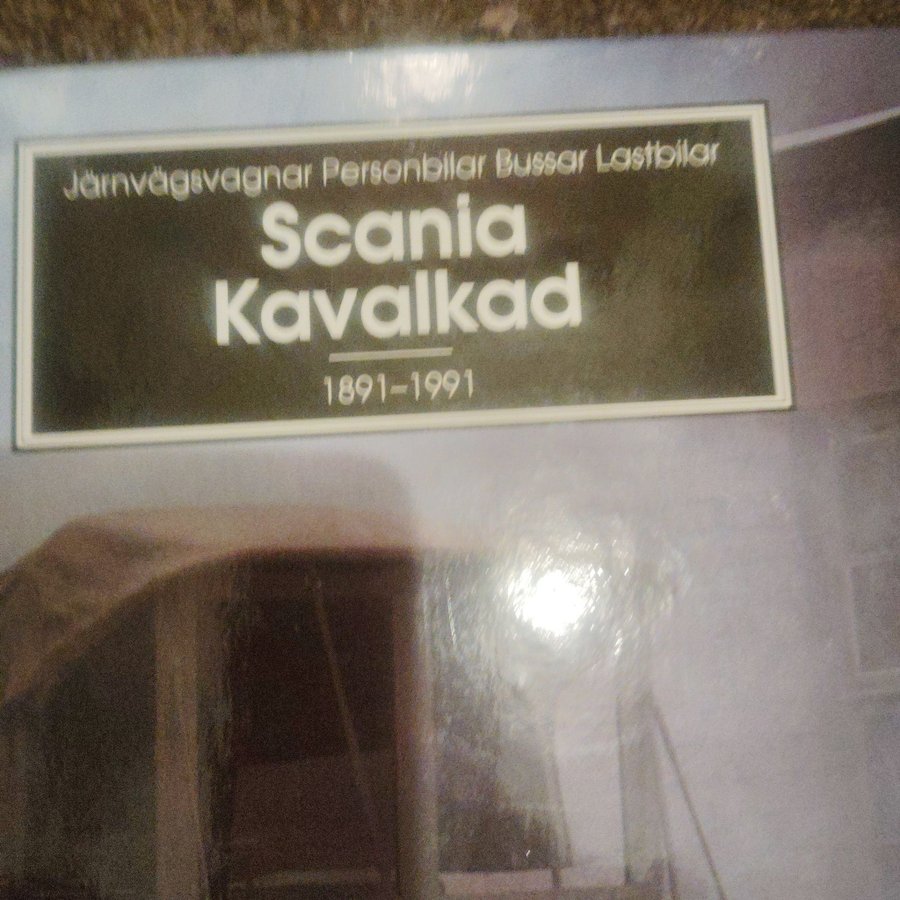 Järnvägsvagnar Personbilar Bussar Lastbilar
Scania
Kavalkad
1891–1991